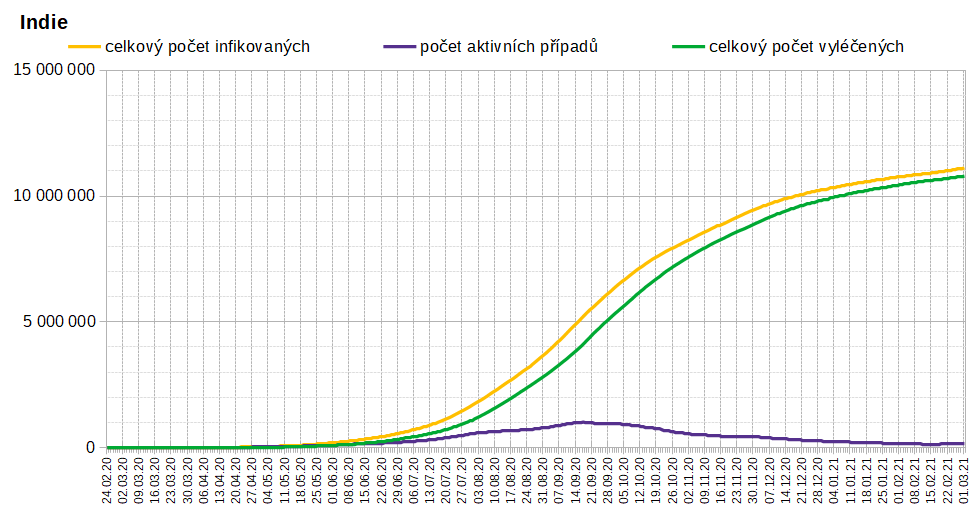 Indie
celkový počet infikovaných počet aktivních případů celkový počet vyléčených
15 000 000
10 000 000
5 000 000
0
24.02.20 02.03.20 09.03.20 16.03.20 23.03.20 30.03.20 06.04.20 13.04.20 20.04.20 27.04.20 04.05.20 11.05.20 18.05.20 25.05.20 01.06.20 08.06.20 15.06.20 22.06.20 29.06.20 06.07.20 13.07.20 20.07.20 27.07.20 03.08.20 10.08.20 17.08.20 24.08.20 31.08.20 07.09.20 14.09.20 21.09.20 28.09.20 05.10.20 12.10.20 19.10.20 26.10.20 02.11.20 09.11.20 16.11.20 23.11.20 30.11.20 07.12.20 14.12.20 21.12.20 28.12.20 04.01.21 11.01.21 18.01.21 25.01.21 01.02.21 08.02.21 15.02.21 22.02.21 01.03.21